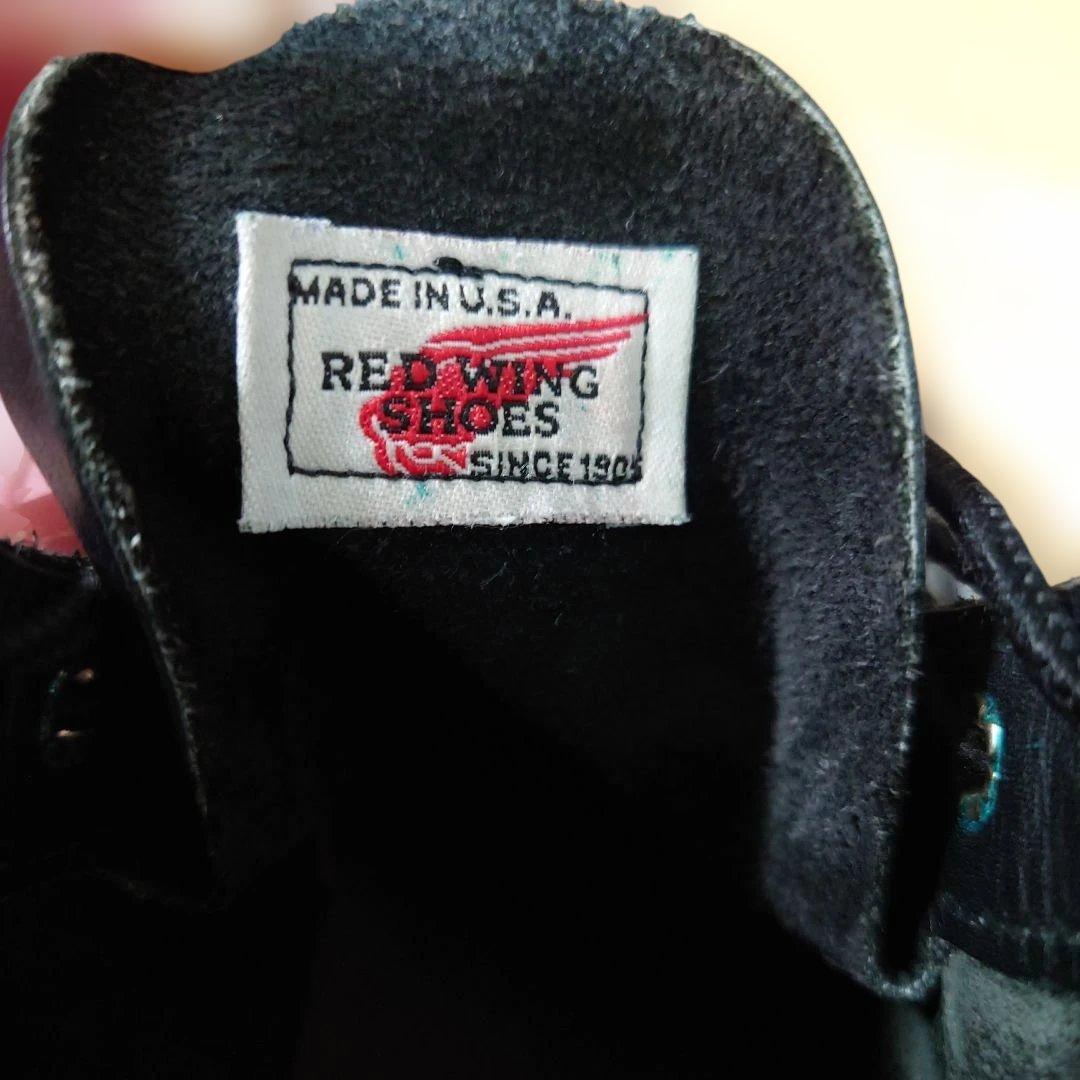 MADE IN U.S.A.
RED WING
SHOES
SINCE 1905